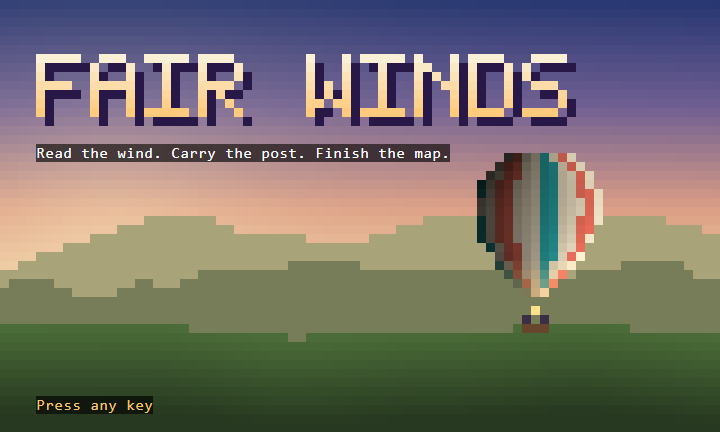 FAIR WINDS
Read the wind. Carry the post. Finish the map.
Press any key